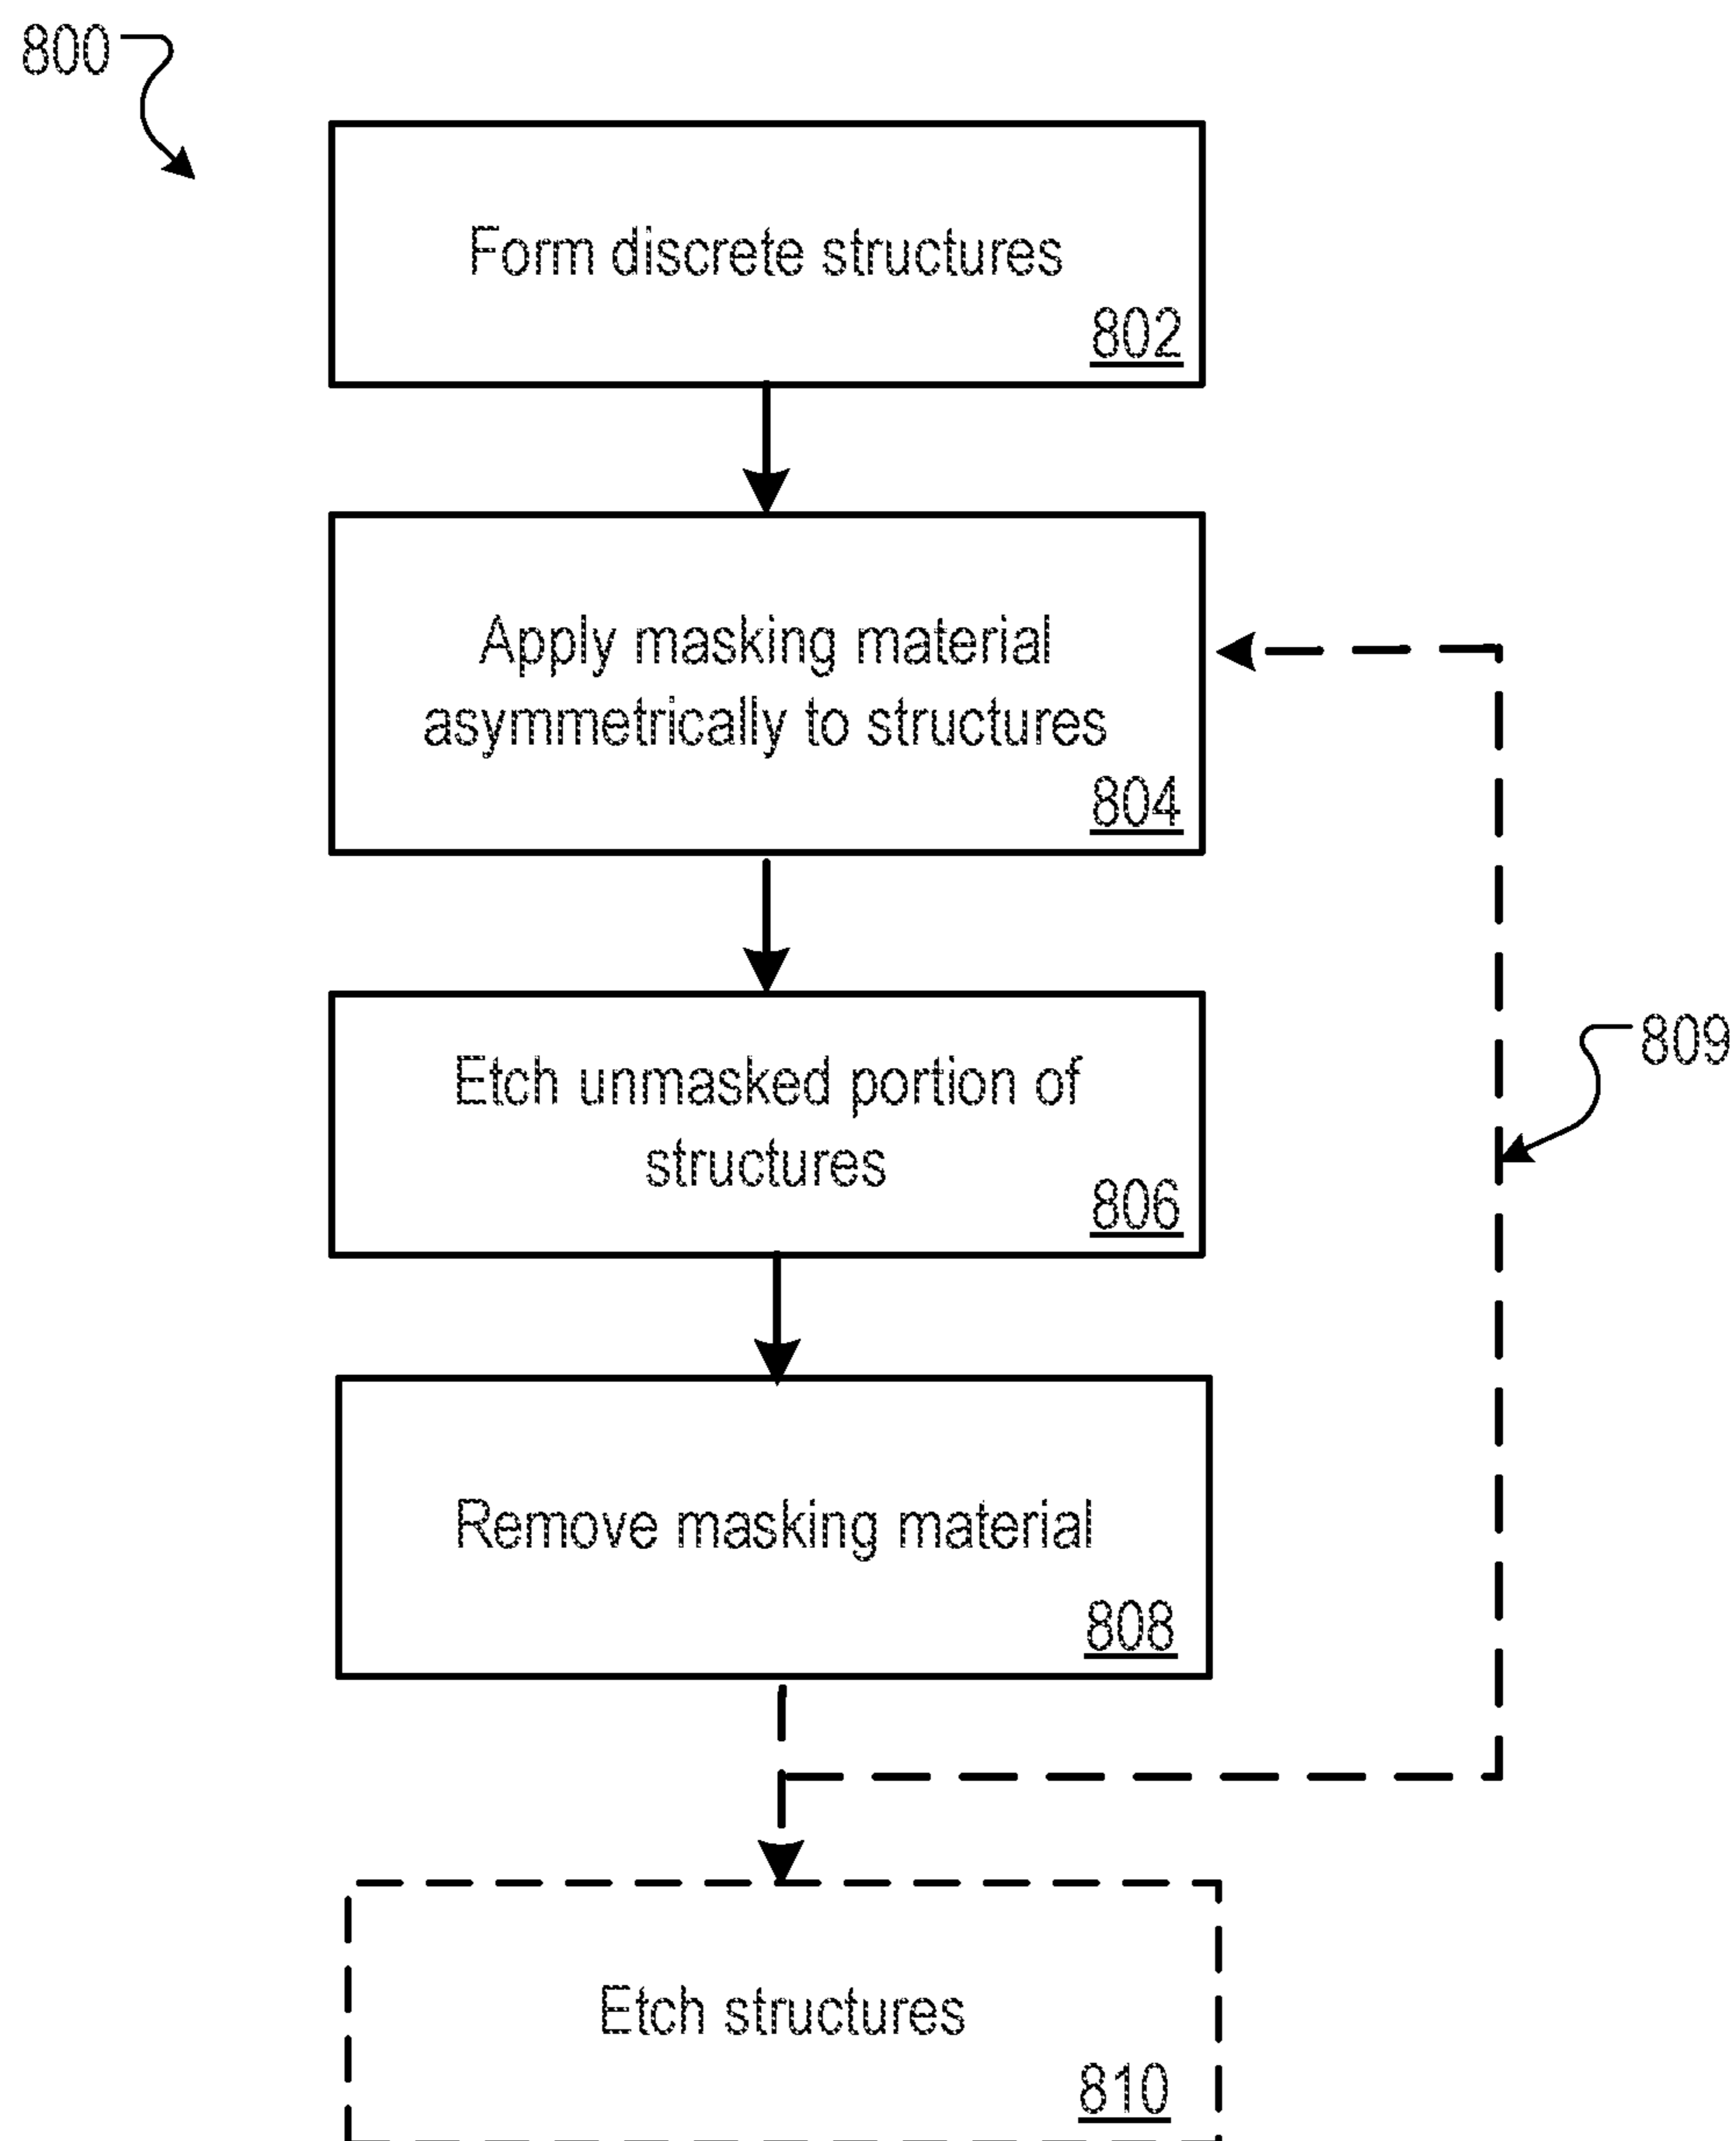 800
Form discrete structures
802
Apply masking material
asymmetrically to structures
804
Etch unmasked portion of
structures
806
809
Remove masking material
808
Etch structures
810